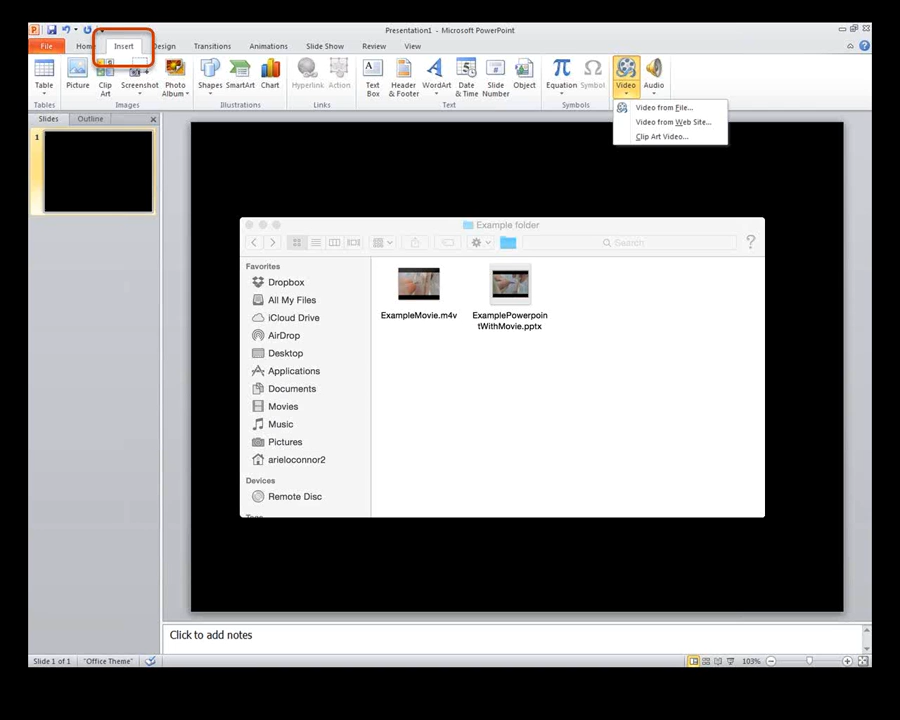 Presentation1 - Microsoft PowerPoint
File Home Insert Design Transitions Animations Slide Show Review View
Table Picture Clip Art Screenshot Photo Album Shapes SmartArt Chart Hyperlink Action Text Box Header & Footer WordArt Date & Time Slide Number Object Equation Symbol Video Audio
Tables Images Illustrations Links Text Symbols
Video from File...
Video from Web Site...
Clip Art Video...
Slides Outline
1
Example folder
Search ?
Favorites
Dropbox
All My Files
iCloud Drive
AirDrop
Desktop
Applications
Documents
Movies
Music
Pictures
arieloconnor2
Devices
Remote Disc
ExampleMovie.m4v
ExamplePowerpoin
tWithMovie.pptx
Click to add notes
Slide 1 of 1 "Office Theme" 103%